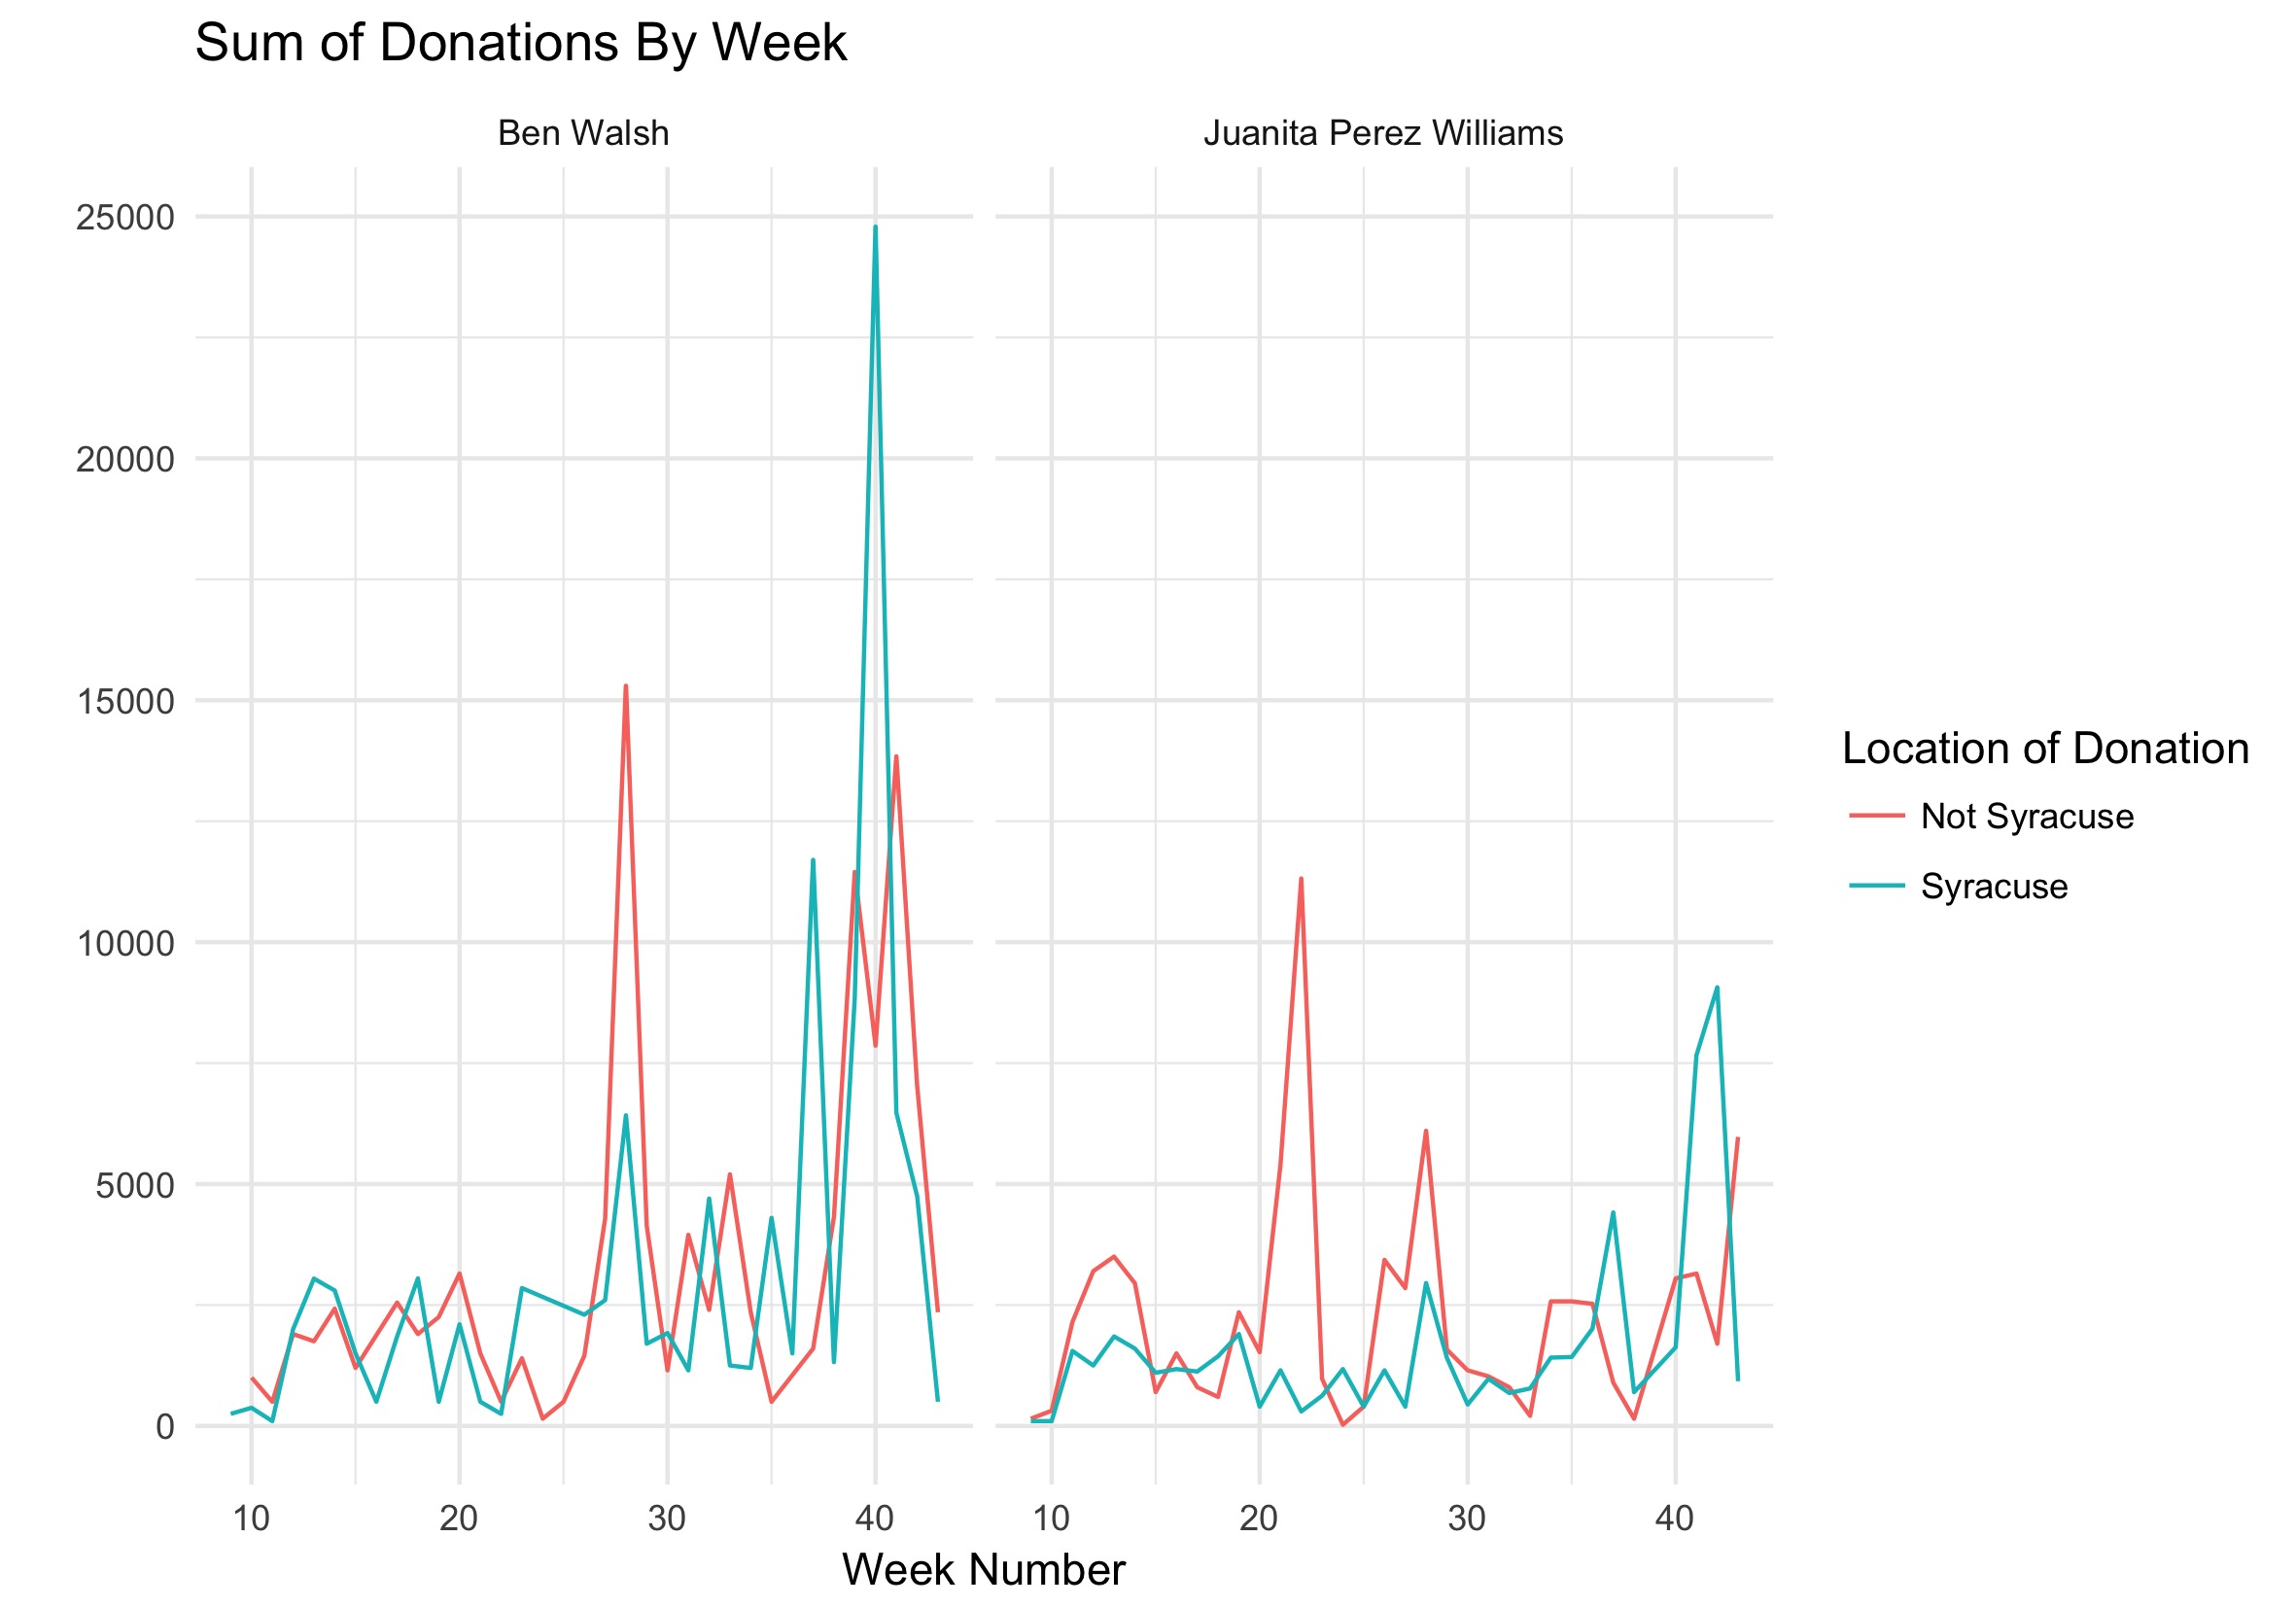 Sum of Donations By Week
Ben Walsh
Juanita Perez Williams
25000
20000
15000
10000
5000
0
10 20 30 40
10 20 30 40
Week Number
Location of Donation
Not Syracuse
Syracuse